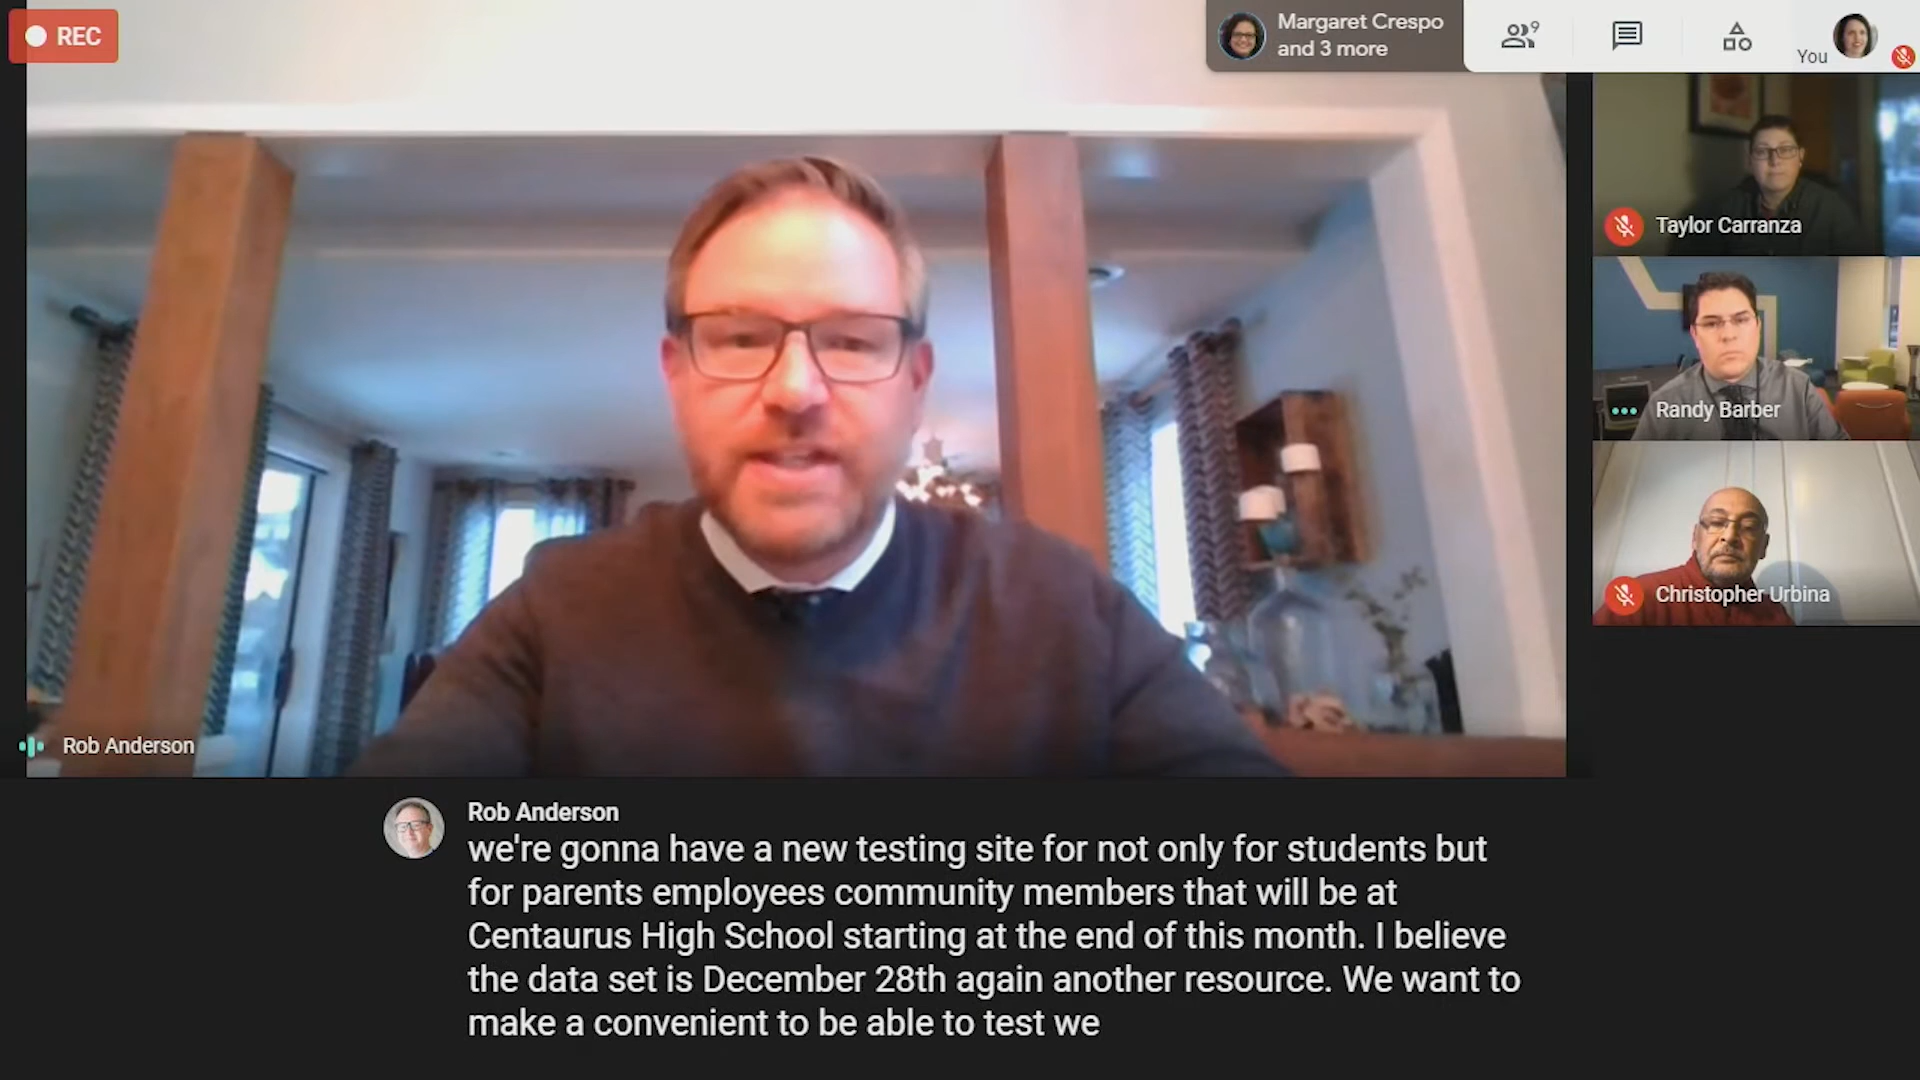 REC
Margaret Crespo
and 3 more
9
You
Taylor Carranza
Randy Barber
Christopher Urbina
Rob Anderson
Rob Anderson
we're gonna have a new testing site for not only for students but
for parents employees community members that will be at
Centaurus High School starting at the end of this month. I believe
the data set is December 28th again another resource. We want to
make a convenient to be able to test we